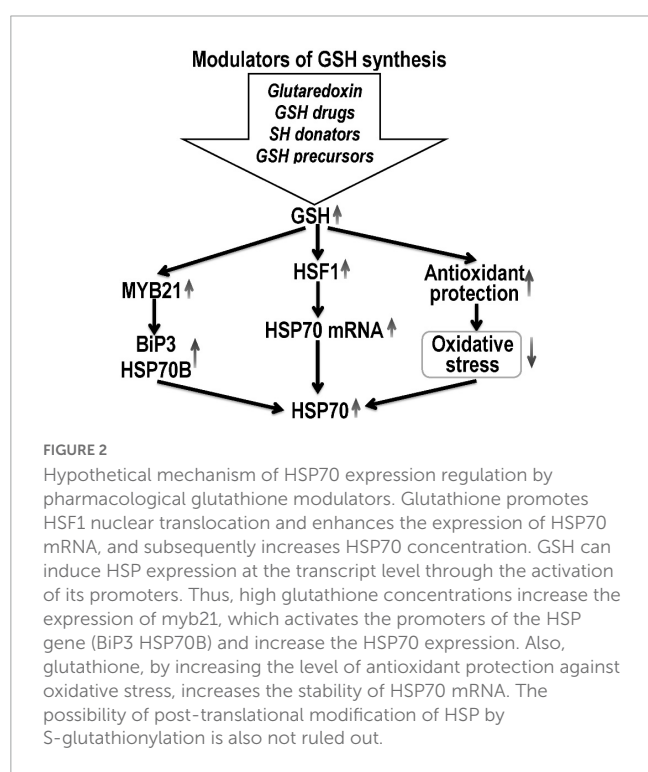 Modulators of GSH synthesis
Glutaredoxin
GSH drugs
SH donators
GSH precursors
GSH
MYB21
HSF1
Antioxidant
protection
BiP3
HSP70B
HSP70 mRNA
Oxidative
stress
HSP70
FIGURE 2
Hypothetical mechanism of HSP70 expression regulation by
pharmacological glutathione modulators. Glutathione promotes
HSF1 nuclear translocation and enhances the expression of HSP70
mRNA, and subsequently increases HSP70 concentration. GSH can
induce HSP expression at the transcript level through the activation
of its promoters. Thus, high glutathione concentrations increase the
expression of myb21, which activates the promoters of the HSP
gene (BiP3 HSP70B) and increase the HSP70 expression. Also,
glutathione, by increasing the level of antioxidant protection against
oxidative stress, increases the stability of HSP70 mRNA. The
possibility of post-translational modification of HSP by
S-glutathionylation is also not ruled out.